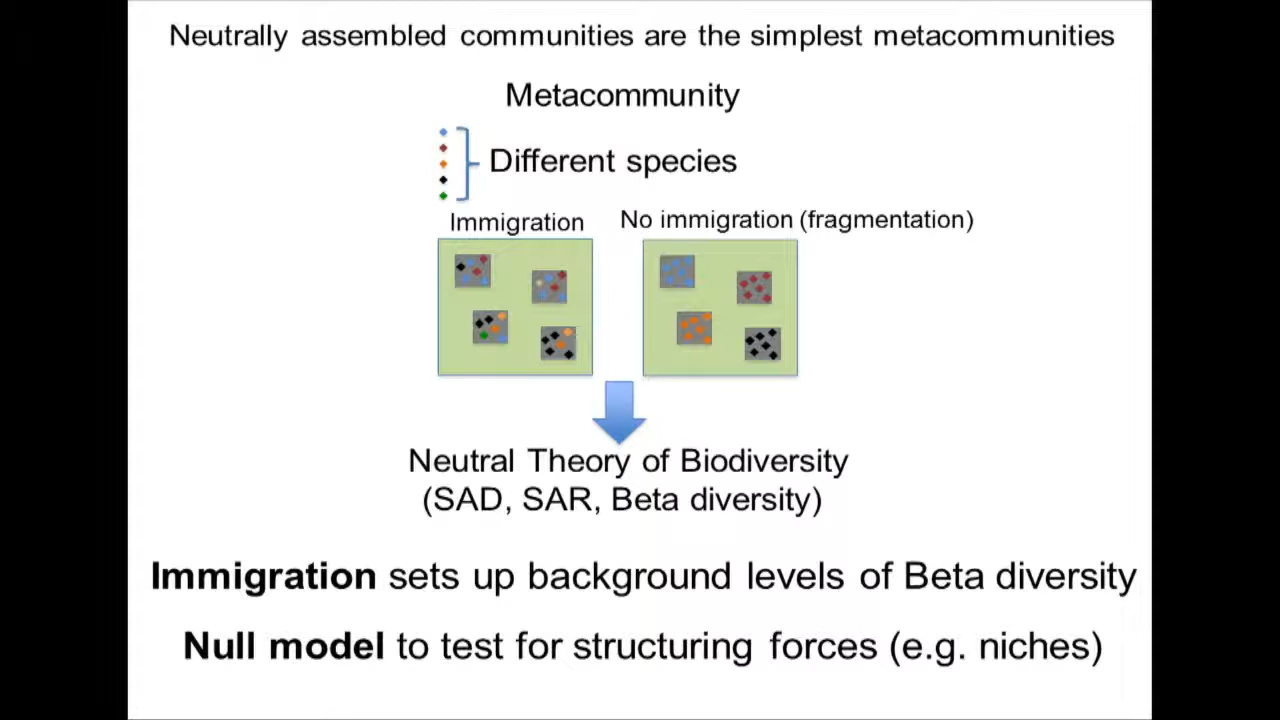 Neutrally assembled communities are the simplest metacommunities
Metacommunity
Different species
Immigration
No immigration (fragmentation)
Neutral Theory of Biodiversity
(SAD, SAR, Beta diversity)
Immigration sets up background levels of Beta diversity
Null model to test for structuring forces (e.g. niches)